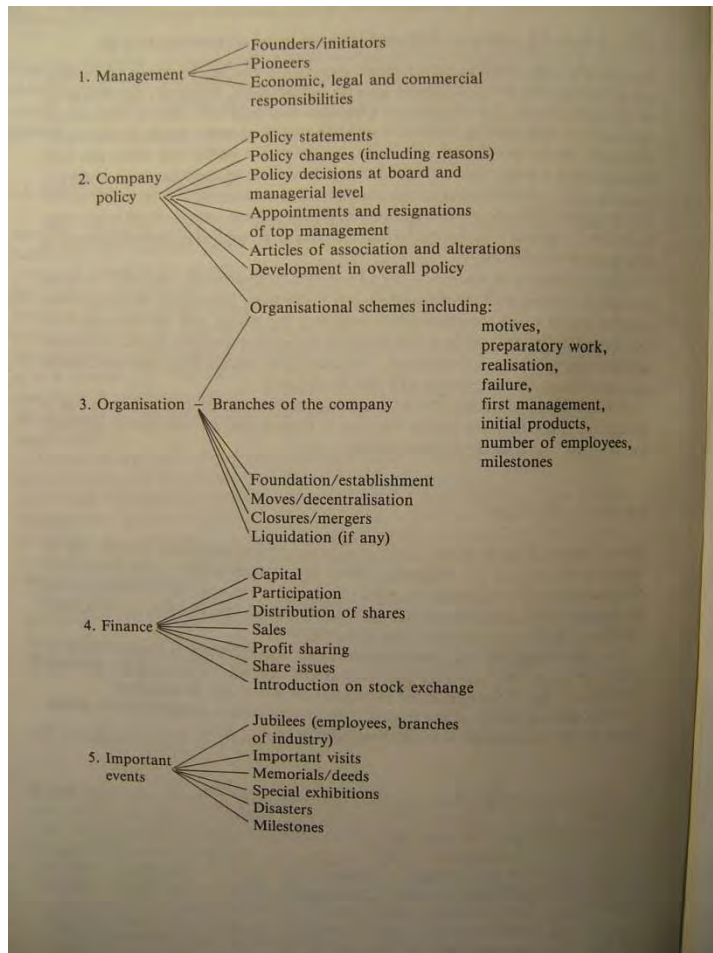 Founders/initiators
1. Management
Pioneers
Economic, legal and commercial
responsibilities
Policy statements
Policy changes (including reasons)
2. Company
policy
Policy decisions at board and
managerial level
Appointments and resignations
of top management
Articles of association and alterations
Development in overall policy
Organisational schemes including:
motives,
preparatory work,
realisation,
failure,
first management,
initial products,
number of employees,
milestones
3. Organisation – Branches of the company
Foundation/establishment
Moves/decentralisation
Closures/mergers
Liquidation (if any)
Capital
Participation
Distribution of shares
4. Finance
Sales
Profit sharing
Share issues
Introduction on stock exchange
Jubilees (employees, branches
of industry)
5. Important
events
Important visits
Memorials/deeds
Special exhibitions
Disasters
Milestones